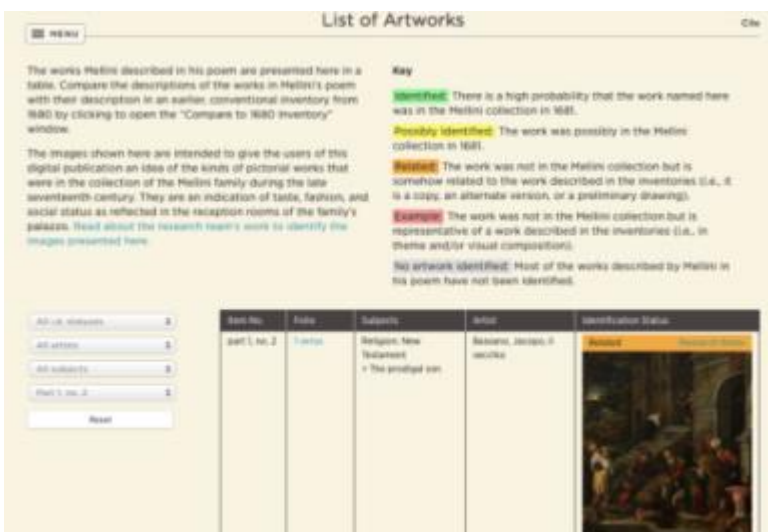 List of Artworks
MENU
Cite
The works Mellini described in his poem are presented here in a
table. Compare the descriptions of the works in Mellini's poem
with their description in an earlier, conventional inventory from
1680 by clicking to open the "Compare to 1680 Inventory"
window.
The images shown here are intended to give the users of this
digital publication an idea of the kinds of pictorial works that
were in the collection of the Mellini family during the late
seventeenth century. They are an indication of taste, fashion, and
social status as reflected in the reception rooms of the family's
palazzo. Read about the research team's work to identify the
images presented here.
Key
Identified: There is a high probability that the work named here
was in the Mellini collection in 1681.
Possibly identified: The work was possibly in the Mellini
collection in 1681.
Related: The work was not in the Mellini collection but is
somehow related to the work described in the inventories (i.e., it
is a copy, an alternate version, or a preliminary drawing).
Example: The work was not in the Mellini collection but is
representative of a work described in the inventories (i.e., in
theme and/or visual composition).
No artwork identified: Most of the works described by Mellini in
his poem have not been identified.
All i.d. statuses
All artists
All subjects
Part 1, no. 2
Reset
Item No.
Folio
Subjects
Artist
Identification Status
part 1, no. 2
1 verso
Religion: New
Testament
> The prodigal son
Bassano, Jacopo, il
vecchio
Related
Research Notes